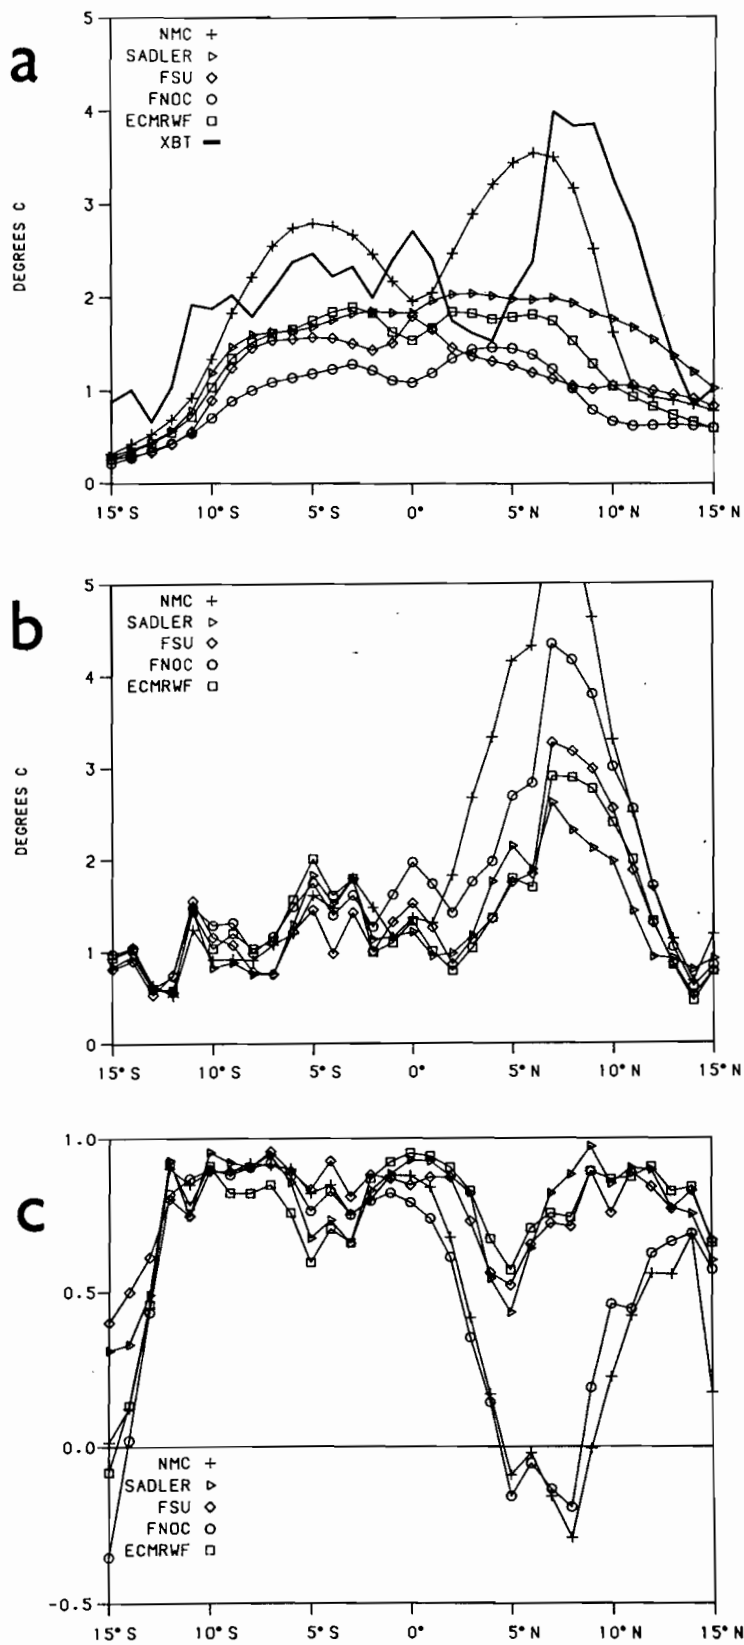 a
5
4
3
2
1
0
DEGREES C
NMC +
SADLER ▷
FSU ◇
FNOC ○
ECMRWF □
XBT —
15°S 10°S 5°S 0° 5°N 10°N 15°N
b
5
4
3
2
1
0
DEGREES C
NMC +
SADLER ▷
FSU ◇
FNOC ○
ECMRWF □
15°S 10°S 5°S 0° 5°N 10°N 15°N
c
1.0
0.5
0.0
-0.5
NMC +
SADLER ▷
FSU ◇
FNOC ○
ECMRWF □
15°S 10°S 5°S 0° 5°N 10°N 15°N